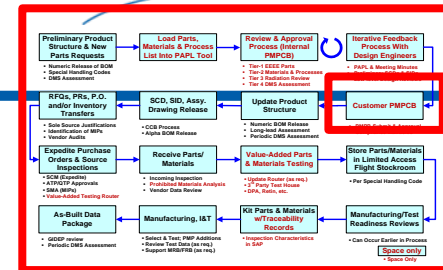 Preliminary Product
Structure & New
Parts Requests
• Numeric Release of BOM
• Special Handling Codes
• DMS Assessment
Load Parts,
Materials & Process
List Into PAPL Tool
Review & Approval
Process (Internal
PMPCB)
• Tier-1 EEEE Parts
• Tier-2 Materials & Processes
• Tier 3 Radiation Review
• Tier 4 DMS Assessment
Iterative Feedback
Process With
Design Engineers
• PAPL & Meeting Minutes
RFQs, PRs, P.O.
and/or Inventory
Transfers
• Sole Source Justifications
• Identification of MIPs
• Vendor Audits
SCD, SID, Assy.
Drawing Release
• CCB Process
• Alpha BOM Release
Update Product
Structure
• Numeric BOM Release
• Long-lead Assessment
• Periodic DMS Assessment
Customer PMPCB
Expedite Purchase
Orders & Source
Inspections
• SCM (Expedite)
• ATP/QTP Approvals
• SMA (MIPs)
• Value-Added Testing Router
Receive Parts/
Materials
• Incoming Inspection
• Prohibited Materials Analysis
• Vendor Data Review
Value-Added Parts
& Materials Testing
• Update Router (as req.)
• 3rd Party Test House
• DPA, Retin, etc.
Store Parts/Materials
in Limited Access
Flight Stockroom
• Per Special Handling Code
As-Built Data
Package
• GIDEP review
• Periodic DMS Assessment
Manufacturing, I&T
• Select & Test; PMP Additions
• Review Test Data (as req.)
• Support MRB/FRB (as req.)
Kit Parts & Materials
w/Traceability
Records
• Inspection Characteristics
in SAP
Manufacturing/Test
Readiness Reviews
• Can Occur Earlier in Process
Space only
• Space Only